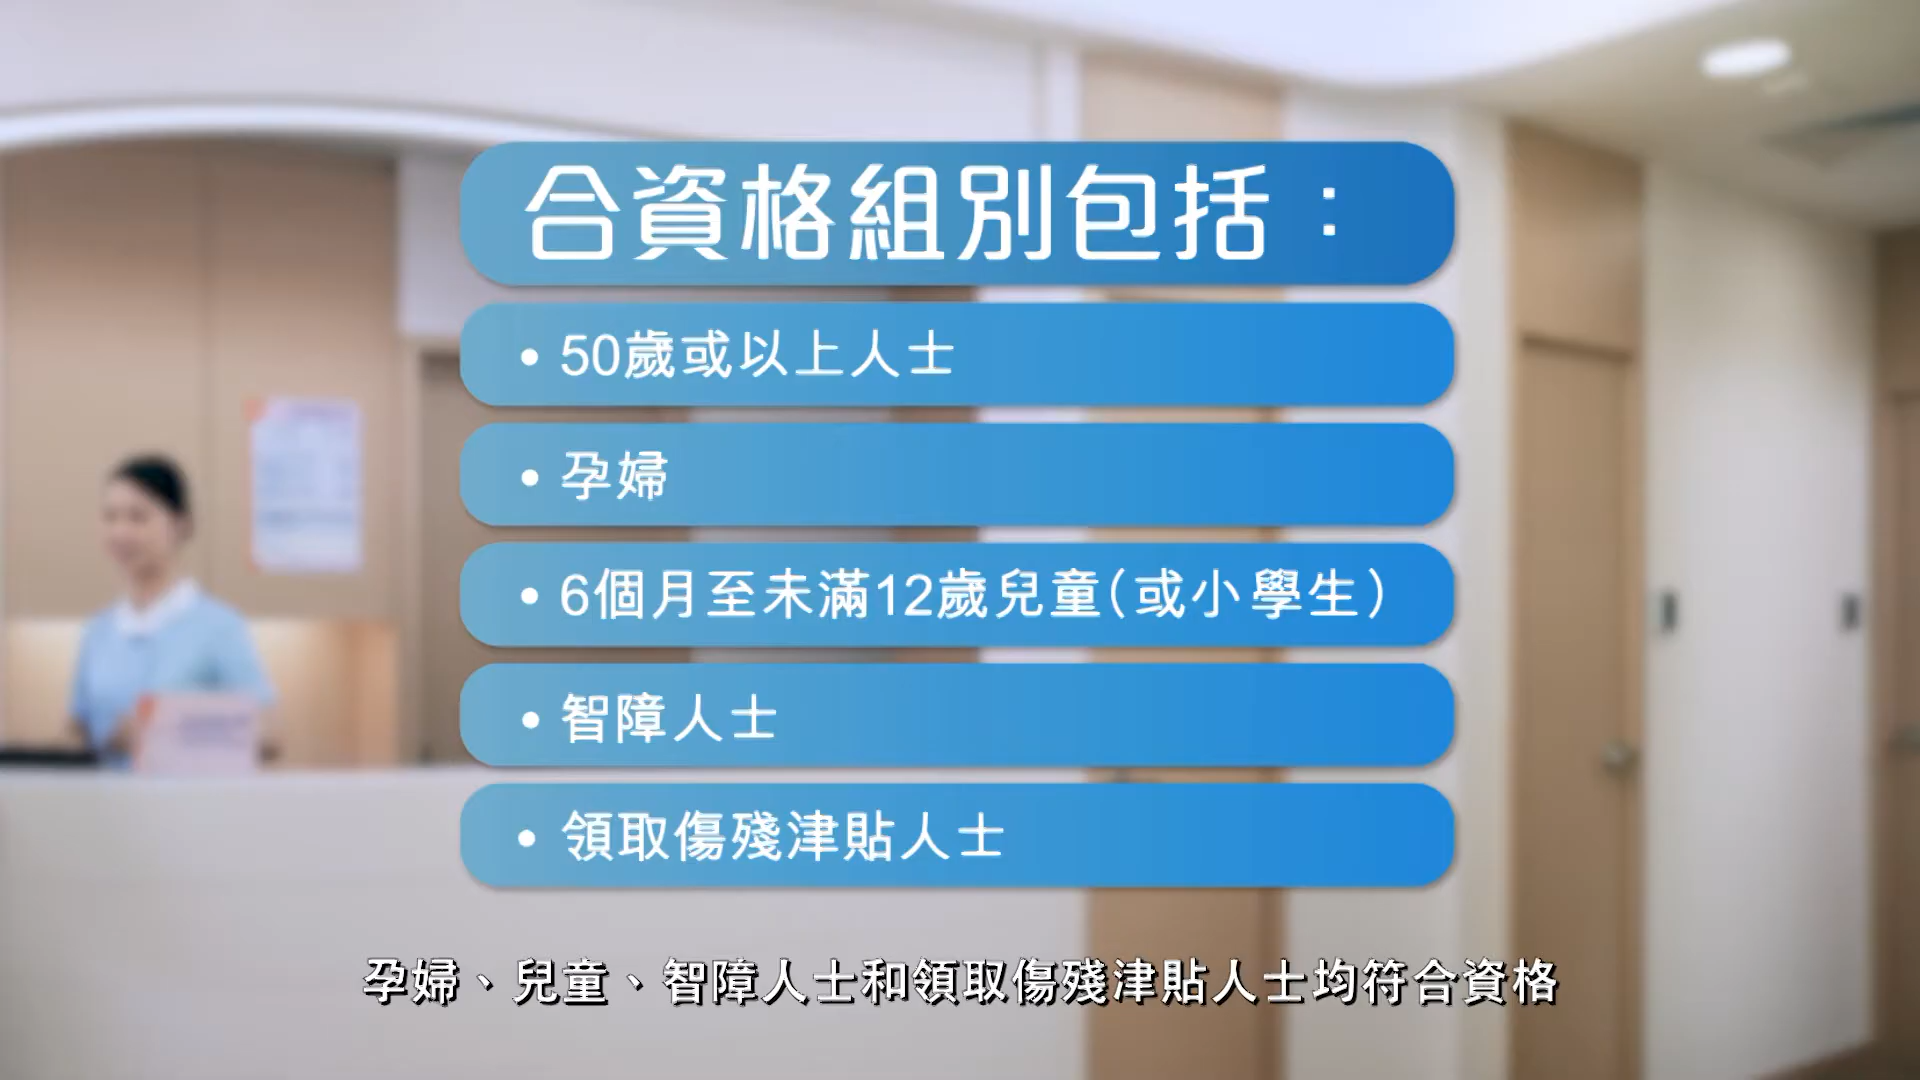 合資格組別包括：
• 50歲或以上人士
• 孕婦
• 6個月至未滿12歲兒童（或小學生）
• 智障人士
• 領取傷殘津貼人士
孕婦、兒童、智障人士和領取傷殘津貼人士均符合資格